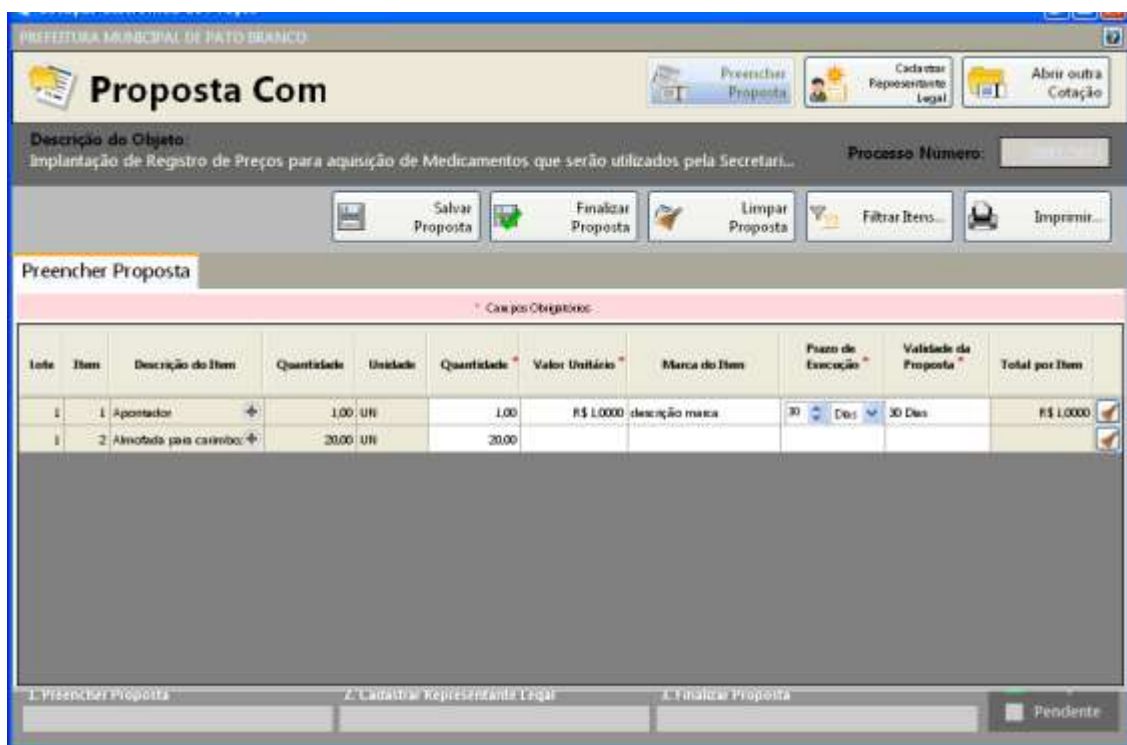 PREFEITURA MUNICIPAL DE PATO BRANCO
Proposta Com
Preencher
Proposta
Cadastrar
Representante
Legal
Abrir outra
Cotação
Descrição do Objeto:
Implantação de Registro de Preços para aquisição de Medicamentos que serão utilizados pela Secretari...
Processo Número:
Salvar
Proposta
Finalizar
Proposta
Limpar
Proposta
Filtrar Itens...
Imprimir...
Preencher Proposta
* Campos Obrigatórios
Lote Item Descrição do Item Quantidade Unidade Quantidade * Valor Unitário * Marca do Item Prazo de Execução * Validade da Proposta * Total por Item
1 1 Apontador + 1,00 UN 1,00 R$ 1,0000 descrição marca 30 Dias 30 Dias R$ 1,0000
1 2 Almofada para carimbo; + 20,00 UN 20,00
1. Preencher Proposta 2. Cadastrar Representante Legal 3. Finalizar Proposta
Pendente